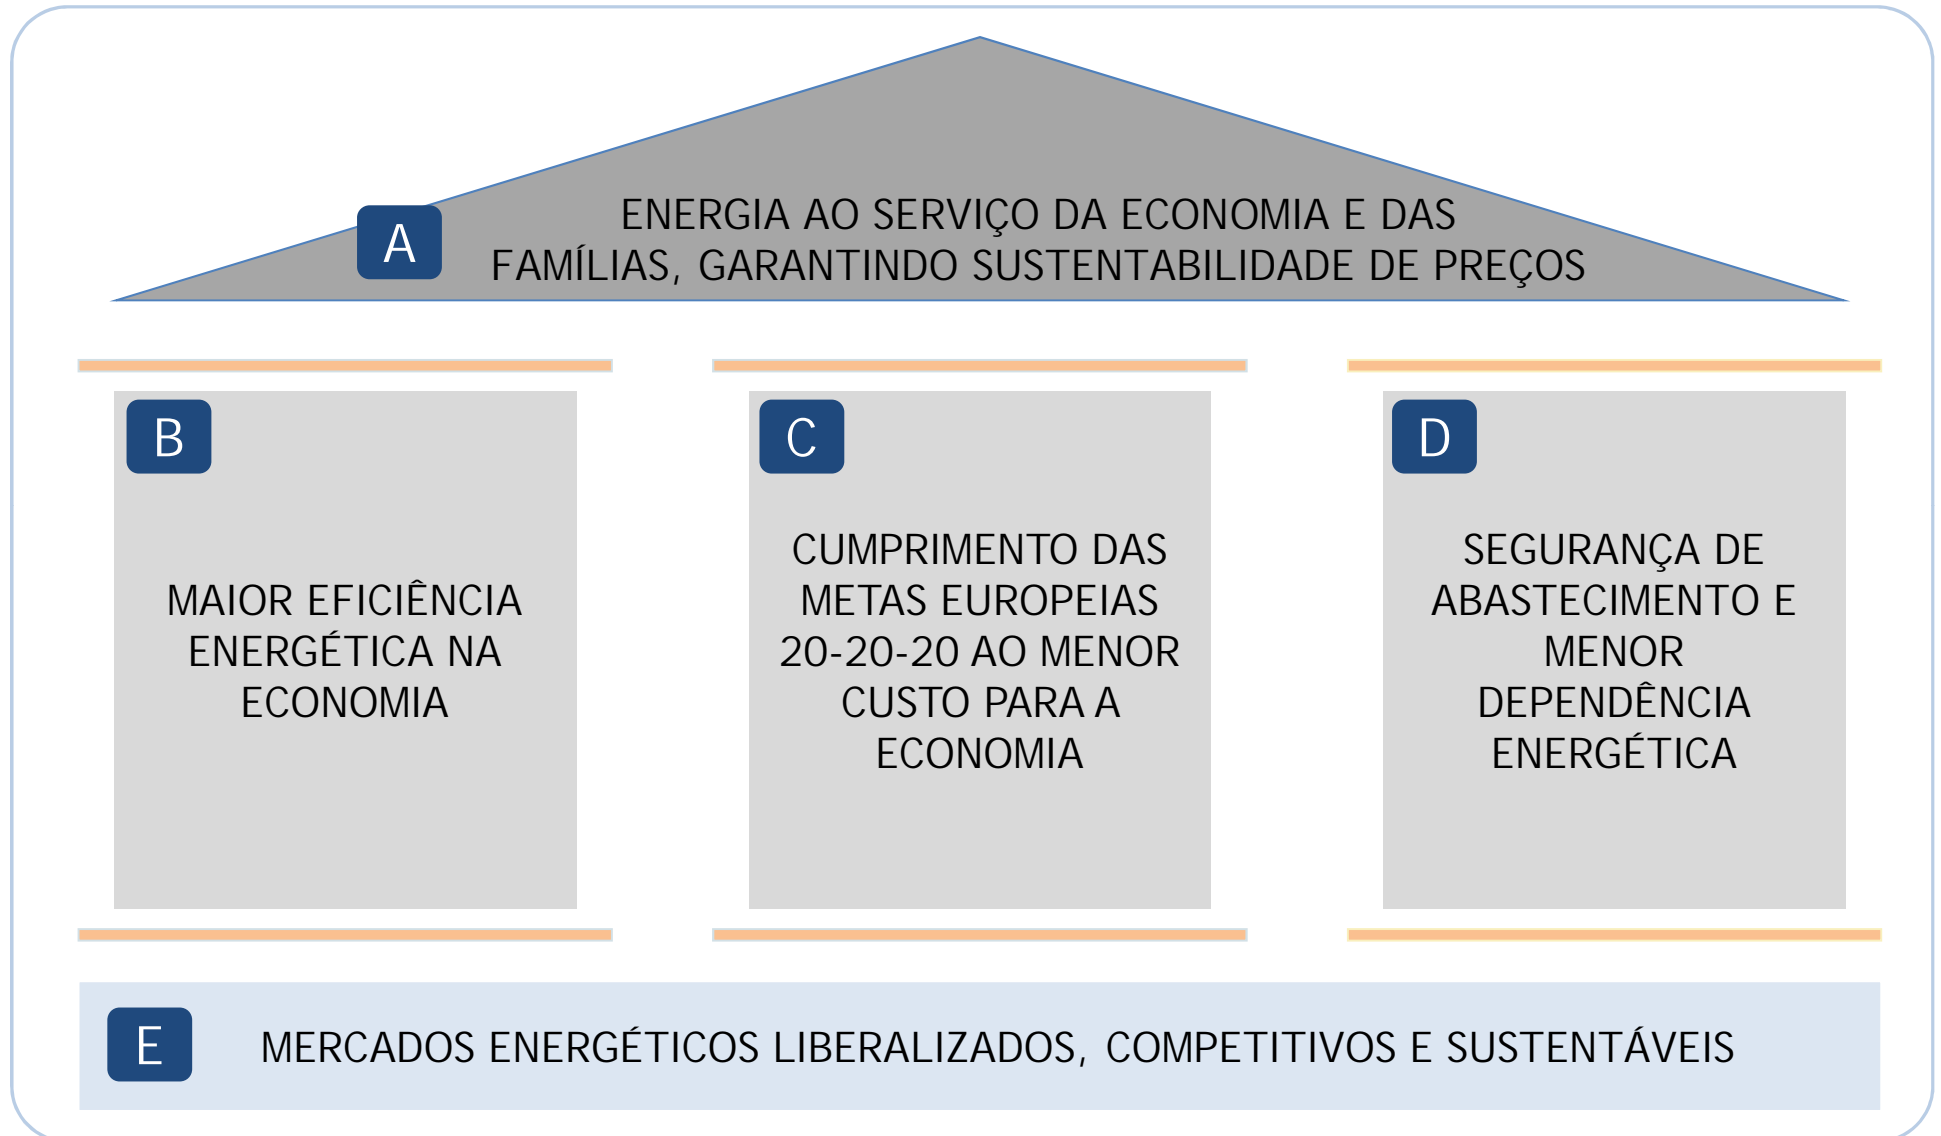 A
ENERGIA AO SERVIÇO DA ECONOMIA E DAS
FAMÍLIAS, GARANTINDO SUSTENTABILIDADE DE PREÇOS
B
MAIOR EFICIÊNCIA
ENERGÉTICA NA
ECONOMIA
C
CUMPRIMENTO DAS
METAS EUROPEIAS
20-20-20 AO MENOR
CUSTO PARA A
ECONOMIA
D
SEGURANÇA DE
ABASTECIMENTO E
MENOR
DEPENDÊNCIA
ENERGÉTICA
E
MERCADOS ENERGÉTICOS LIBERALIZADOS, COMPETITIVOS E SUSTENTÁVEIS